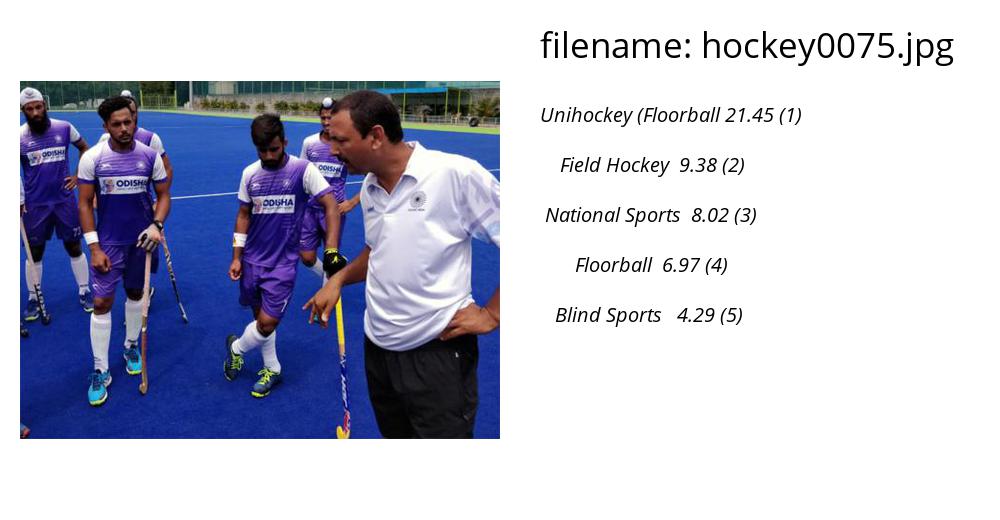 filename: hockey0075.jpg
Unihockey (Floorball 21.45 (1)
Field Hockey 9.38 (2)
National Sports 8.02 (3)
Floorball 6.97 (4)
Blind Sports 4.29 (5)
ODISHA
ODISHA
ODISHA
ODISHA